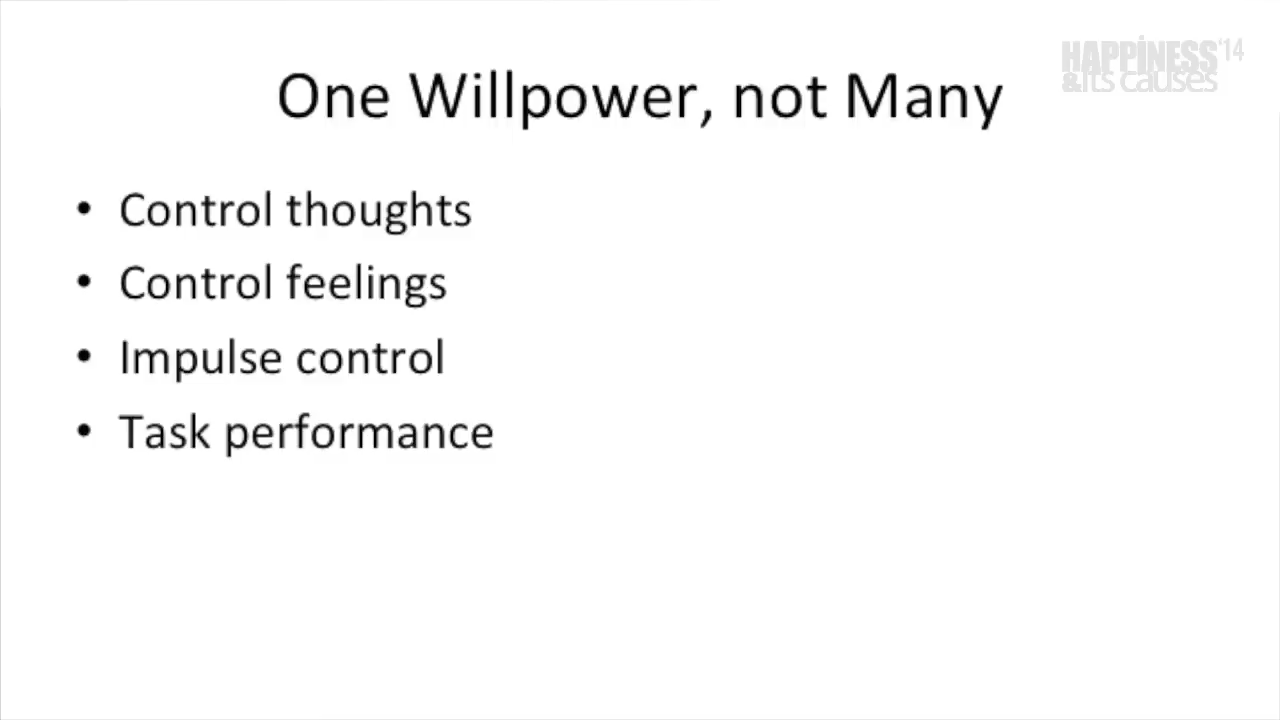 HAPPINESS '14
&its causes
One Willpower, not Many
• Control thoughts
• Control feelings
• Impulse control
• Task performance